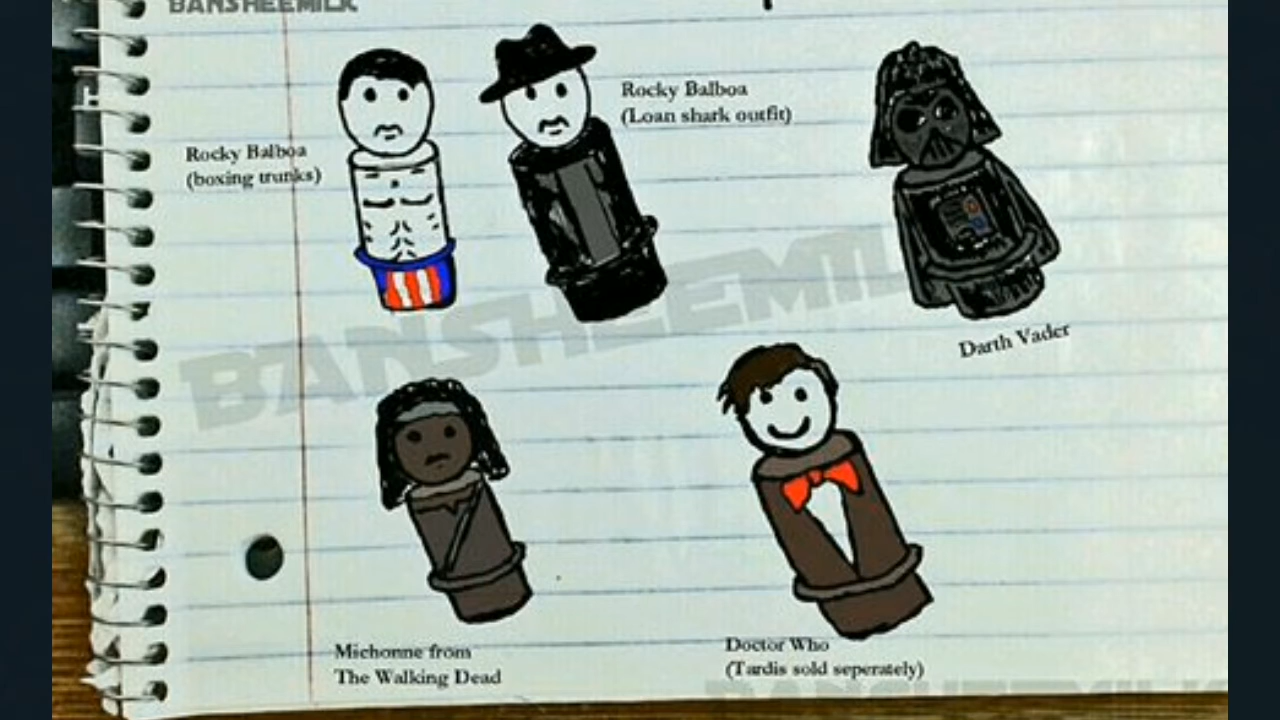 BANSHEEMILK
Rocky Balboa
(boxing trunks)
Rocky Balboa
(Loan shark outfit)
Darth Vader
BANSHEEMIL
Michonne from
The Walking Dead
Doctor Who
(Tardis sold seperately)
BANSHEEMILK